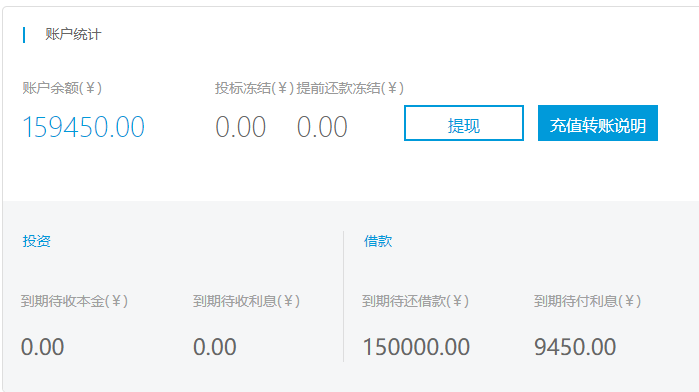 账户统计
账户余额(￥) 投标冻结(￥) 提前还款冻结(￥)
159450.00 0.00 0.00 提现 充值转账说明
投资 借款
到期待收本金(￥) 到期待收利息(￥) 到期待还借款(￥) 到期待付利息(￥)
0.00 0.00 150000.00 9450.00